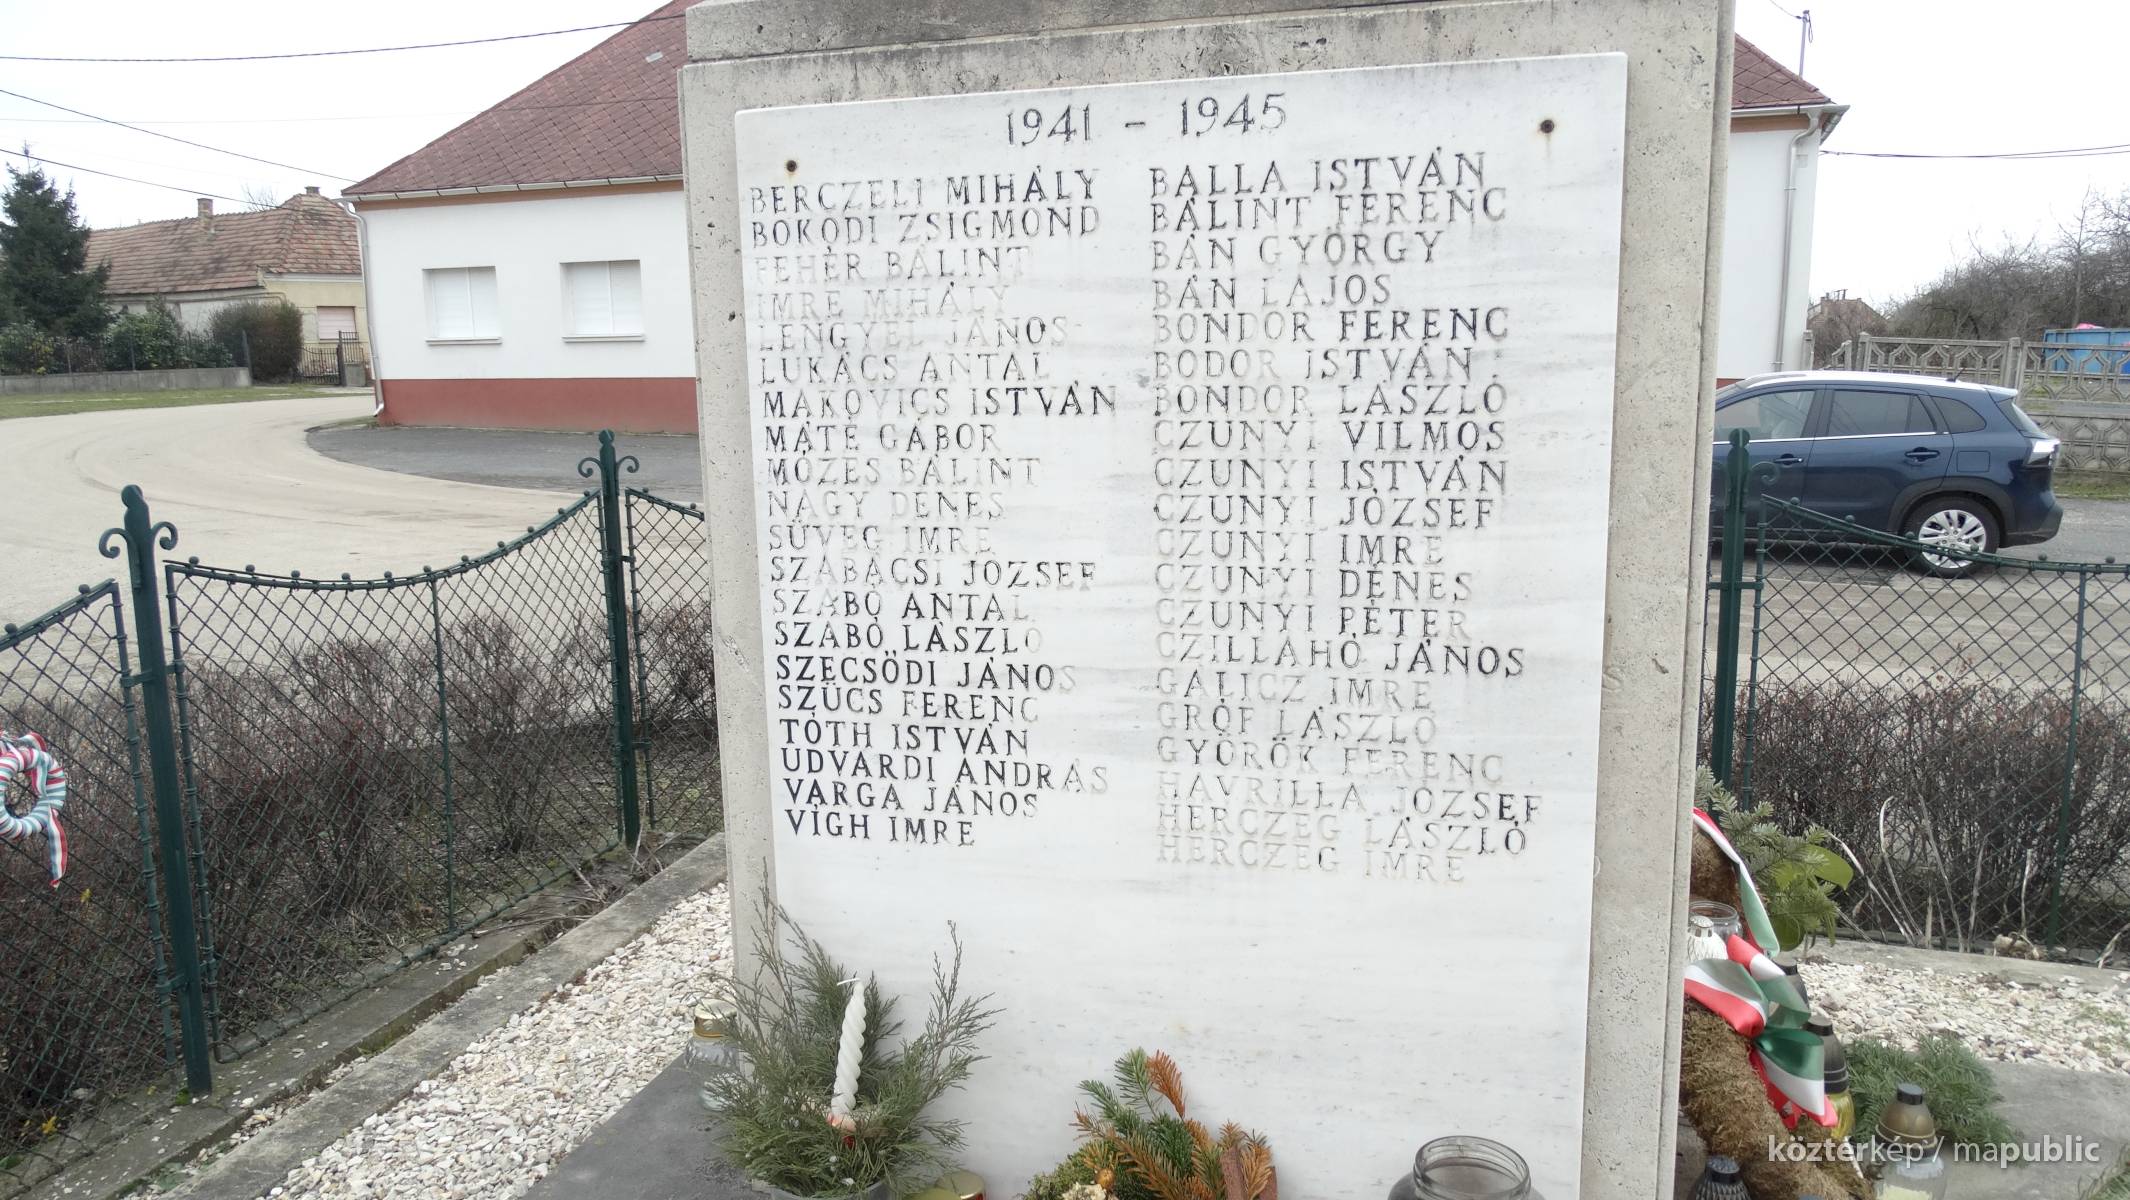 1941 - 1945
BERCZELI MIHÁLY
BOKODI ZSIGMOND
FEHÉR BÁLINT
IMRE MIHÁLY
LENGYEL JÁNOS
LUKÁCS ANTAL
MAKOVICS ISTVÁN
MÁTÉ GÁBOR
MÓZES BÁLINT
NAGY DÉNES
SÜVEG IMRE
SZABACSI JÓZSEF
SZABÓ ANTAL
SZABÓ LÁSZLÓ
SZECSÖDI JÁNOS
SZÜCS FERENC
TÓTH ISTVÁN
UDVARDI ANDRÁS
VARGA JÁNOS
VÍGH IMRE
BALLA ISTVÁN
BÁLINT FERENC
BÁN GYÖRGY
BÁN LAJOS
BONDOR FERENC
BODOR ISTVÁN
BONDOR LÁSZLÓ
CZUNYI VILMOS
CZUNYI ISTVÁN
CZUNYI JÓZSEF
CZUNYI IMRE
CZUNYI DÉNES
CZUNYI PÉTER
CZILLAHÓ JÁNOS
GÁLICZ IMRE
GRÓF LÁSZLÓ
GYÖRÖK FERENC
HAVRILLA JÓZSEF
HERCZEG LÁSZLÓ
HERCZEG IMRE
köztérkép / mapublic